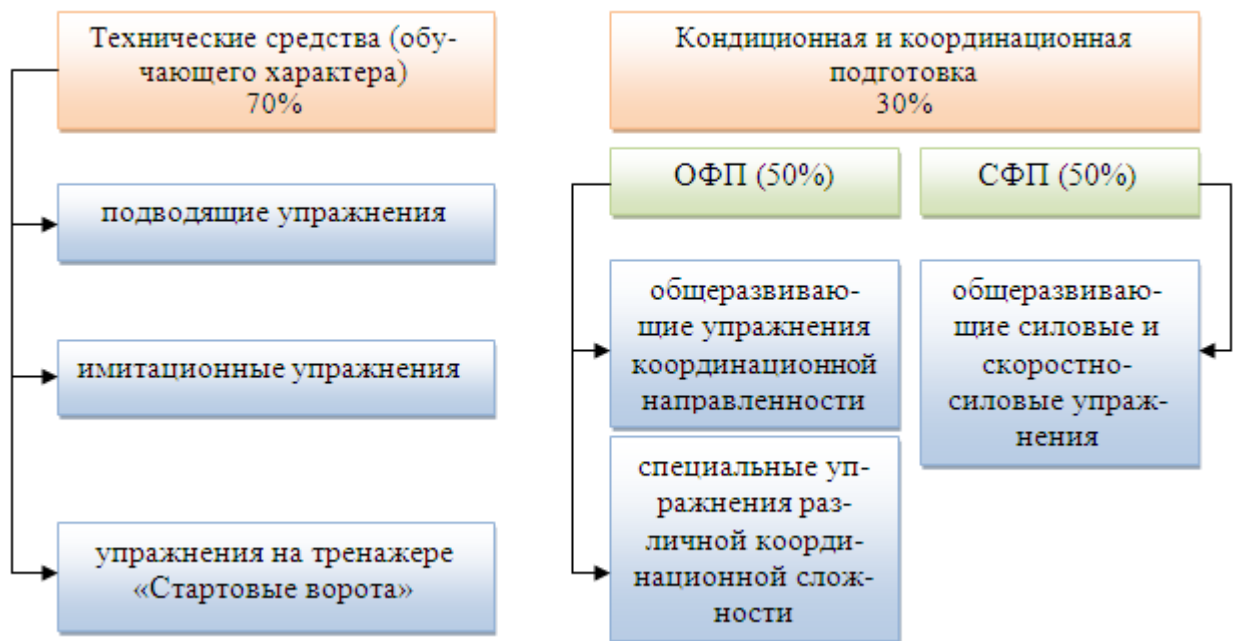 Технические средства (обу-
чающего характера)
70%
подводящие упражнения
имитационные упражнения
упражнения на тренажере
«Стартовые ворота»
Кондиционная и координационная
подготовка
30%
ОФП (50%)
СФП (50%)
общеразвиваю-
щие упражнения
координационной
направленности
специальные уп-
ражнения раз-
личной коорди-
национной слож-
ности
общеразвиваю-
щие силовые и
скоростно-
силовые упраж-
нения